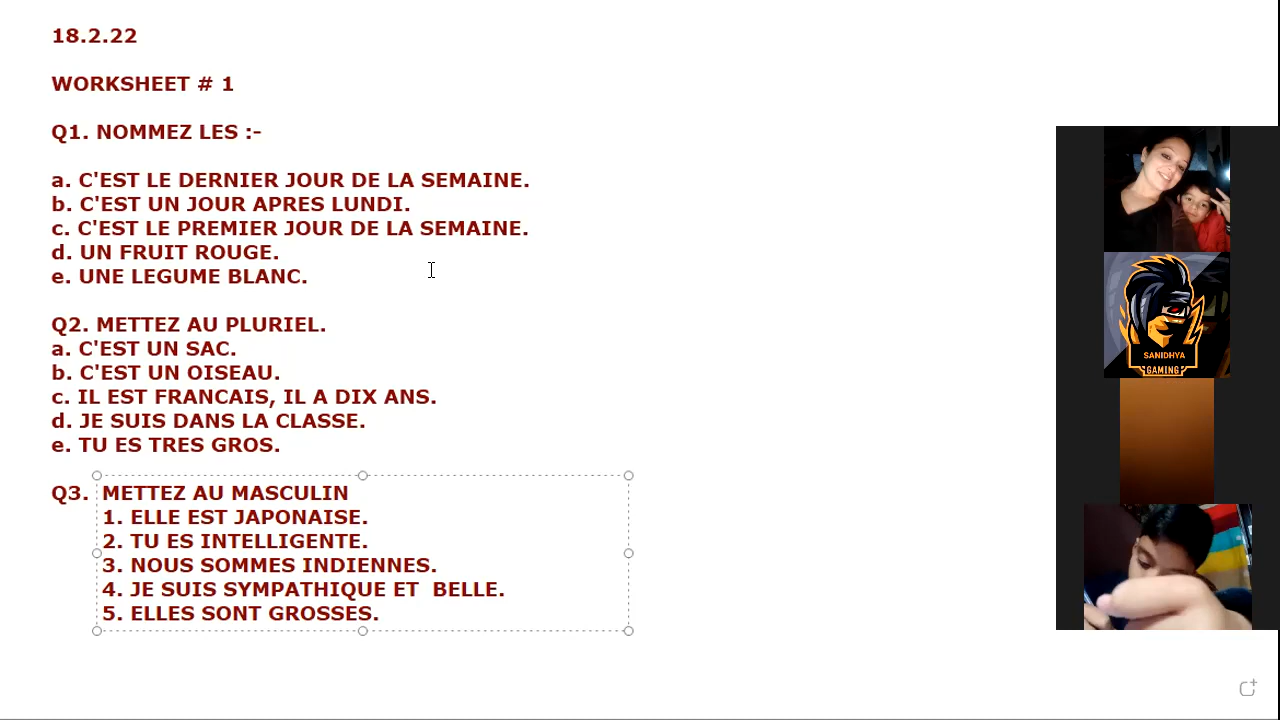 18.2.22
WORKSHEET # 1
Q1. NOMMEZ LES :-
a. C'EST LE DERNIER JOUR DE LA SEMAINE.
b. C'EST UN JOUR APRES LUNDI.
c. C'EST LE PREMIER JOUR DE LA SEMAINE.
d. UN FRUIT ROUGE.
e. UNE LEGUME BLANC.
Q2. METTEZ AU PLURIEL.
a. C'EST UN SAC.
b. C'EST UN OISEAU.
c. IL EST FRANCAIS, IL A DIX ANS.
d. JE SUIS DANS LA CLASSE.
e. TU ES TRES GROS.
Q3. METTEZ AU MASCULIN
1. ELLE EST JAPONAISE.
2. TU ES INTELLIGENTE.
3. NOUS SOMMES INDIENNES.
4. JE SUIS SYMPATHIQUE ET  BELLE.
5. ELLES SONT GROSSES.
SANIDHYA
GAMING